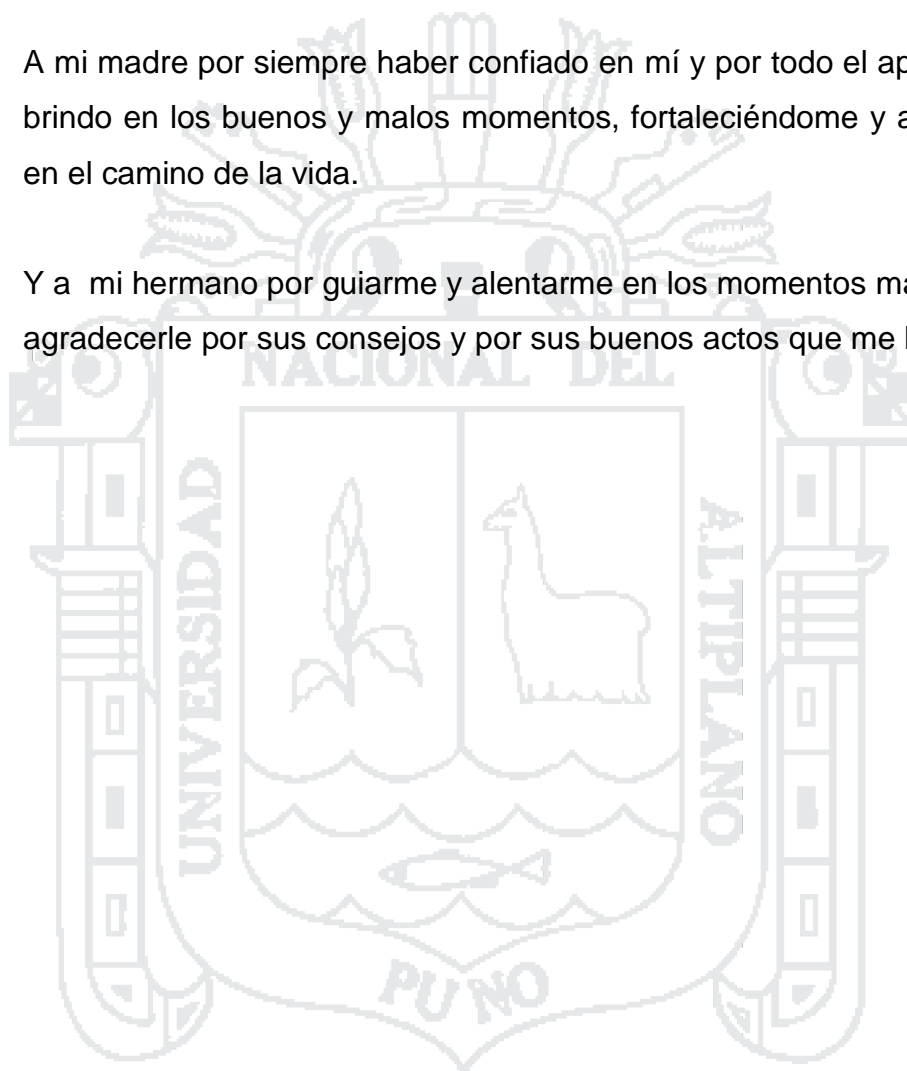 A mi madre por siempre haber confiado en mí y por todo el
brindo en los buenos y malos momentos, fortaleciéndome y
en el camino de la vida.
Y a mi hermano por guiarme y alentarme en los momentos
agradecerle por sus consejos y por sus buenos actos que me
NACIONAL DEL
UNIVERSIDAD
ALTIPLANO
PUNO